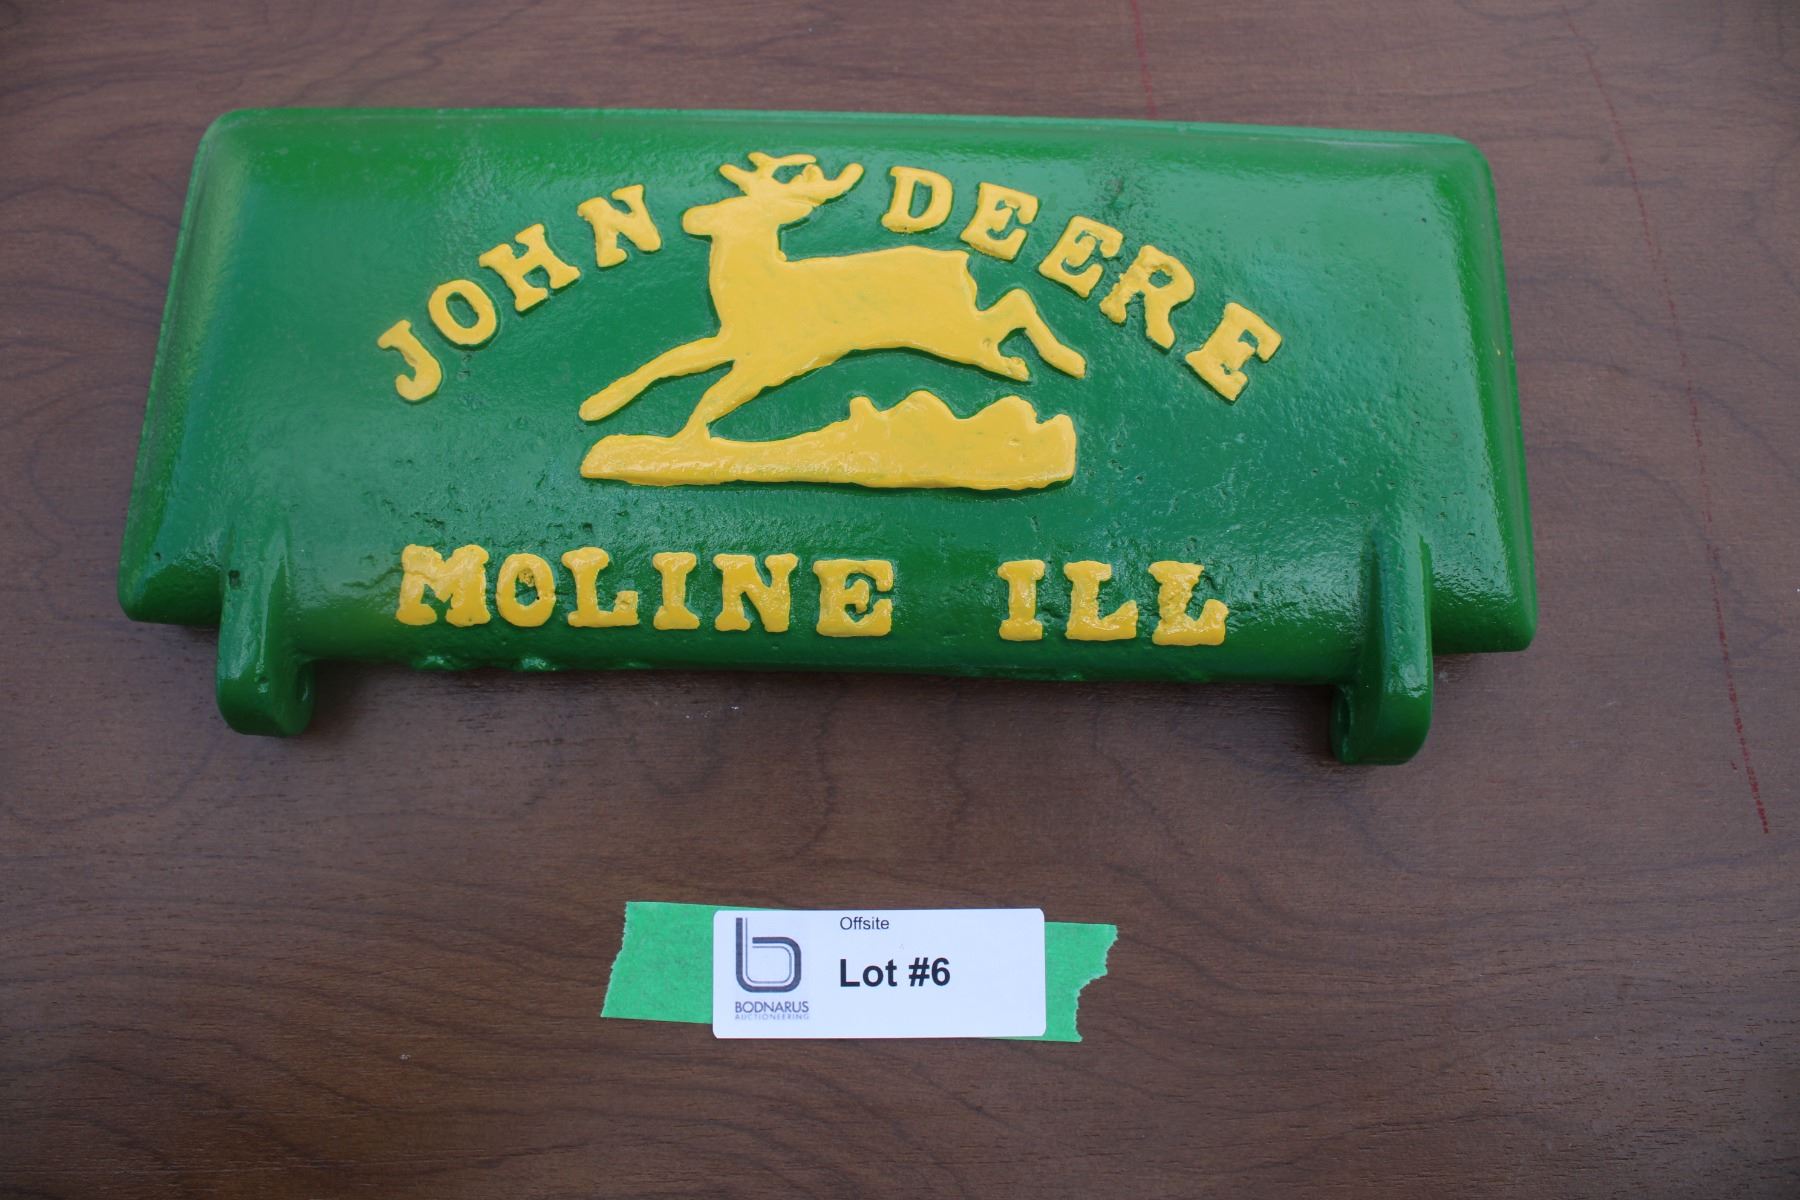 JOHN DEERE
MOLINE ILL
Offsite
Lot #6
BODNARUS
AUCTIONEERING